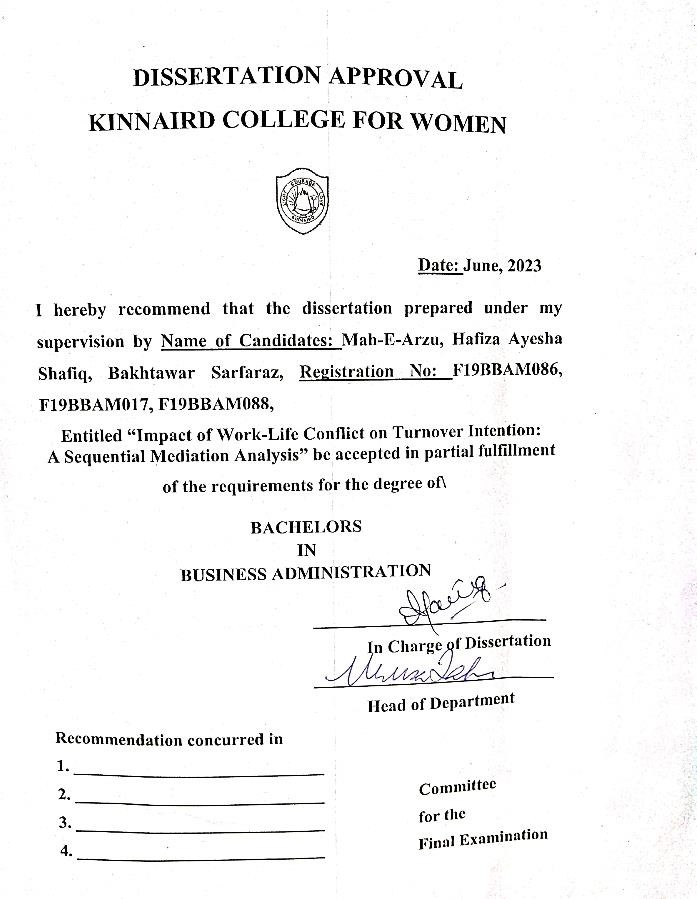 DISSERTATION APPROVAL
KINNAIRD COLLEGE FOR WOMEN
Date: June, 2023
I hereby recommend that the dissertation prepared under my
supervision by Name of Candidates: Mah-E-Arzu, Hafiza Ayesha
Shafiq, Bakhtawar Sarfaraz, Registration No: F19BBAM086,
F19BBAM017, F19BBAM088,
Entitled “Impact of Work-Life Conflict on Turnover Intention:
A Sequential Mediation Analysis” be accepted in partial fulfillment
of the requirements for the degree of\
BACHELORS
IN
BUSINESS ADMINISTRATION
In Charge of Dissertation
Head of Department
Recommendation concurred in
1.
2.
3.
4.
Committee
for the
Final Examination